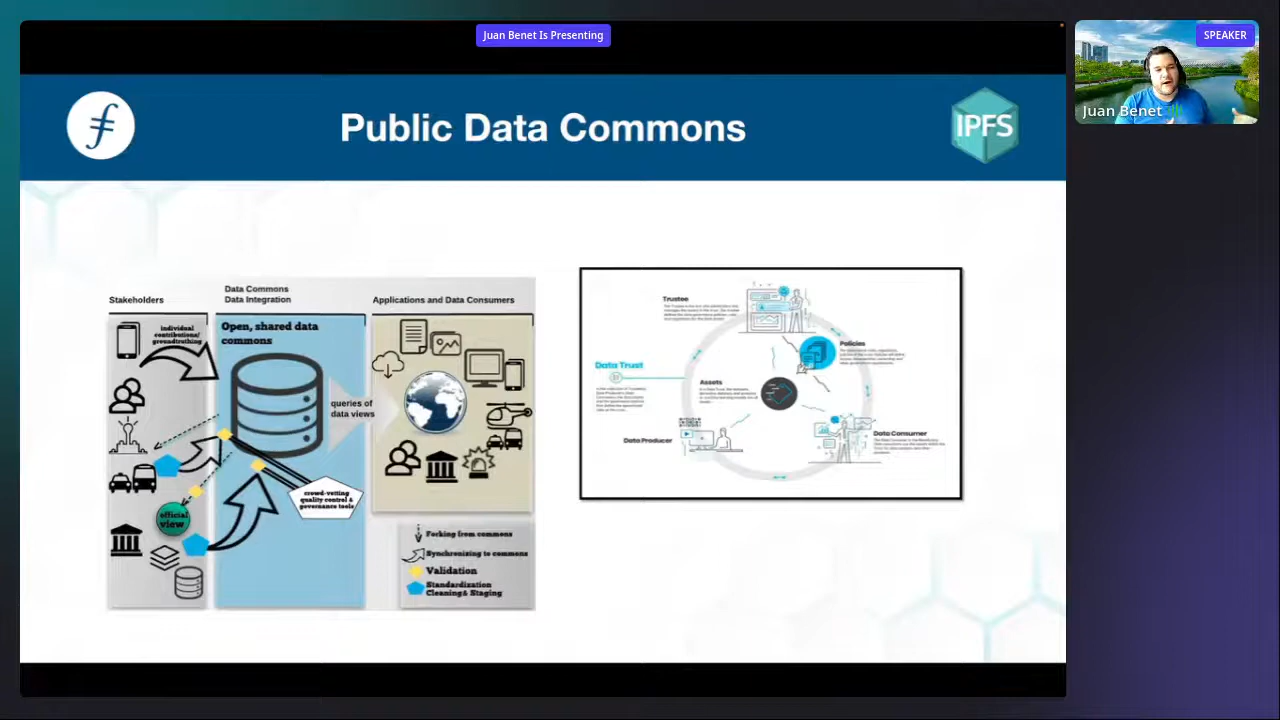 Juan Benet Is Presenting
SPEAKER
Juan Benet
Public Data Commons
IPFS
Stakeholders
Data Commons
Data Integration
Applications and Data Consumers
individual
contributions/
groundtruthing
Open, shared data
commons
queries of
data views
crowd-vetting
quality control &
governance tools
official
view
Forking from commons
Synchronizing to commons
Validation
Standardization
Cleaning& Staging
Trustee
Policies
Data Trust
Assets
Data Producer
Data Consumer